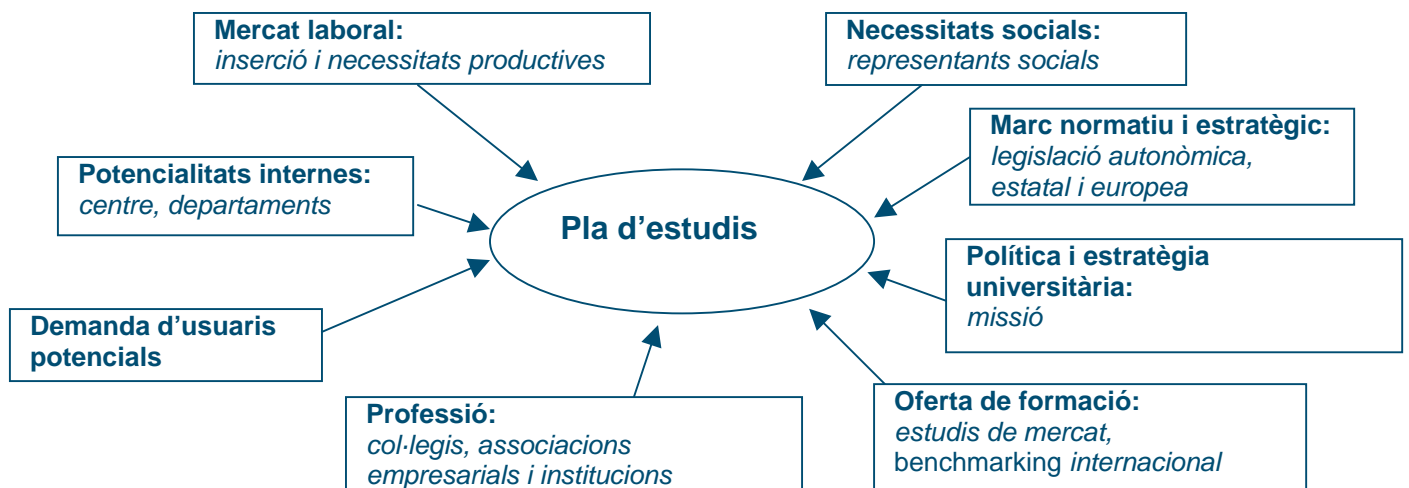 Mercat laboral:
inserció i necessitats productives
Necessitats socials:
representants socials
Marc normatiu i estratègic:
legislació autonòmica,
estatal i europea
Potencialitats internes:
centre, departaments
Pla d’estudis
Política i estratègia
universitària:
missió
Demanda d’usuaris
potencials
Professió:
col·legis, associacions
empresarials i institucions
Oferta de formació:
estudis de mercat,
benchmarking internacional